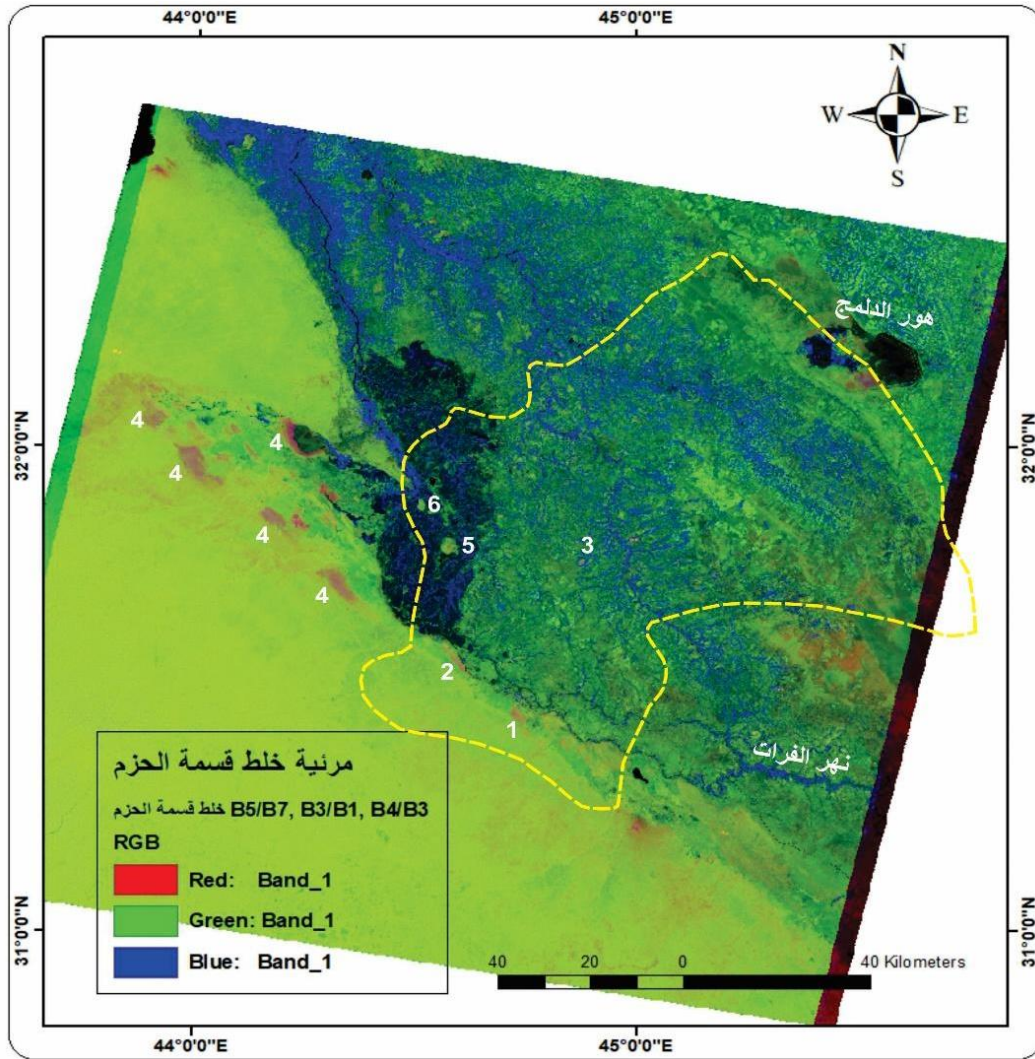 44°0'0"E
45°0'0"E
N
W
E
S
هور الدلمج
32°0'0"N
32°0'0"N
4
4
4
4
4
6
5
3
2
1
نهر الفرات
مرئية خلط قسمة الحزم
خلط قسمة الحزم B5/B7, B3/B1, B4/B3
RGB
Red: Band_1
Green: Band_1
Blue: Band_1
40 20 0 40 Kilometers
31°0'0"N
31°0'0"N
44°0'0"E
45°0'0"E